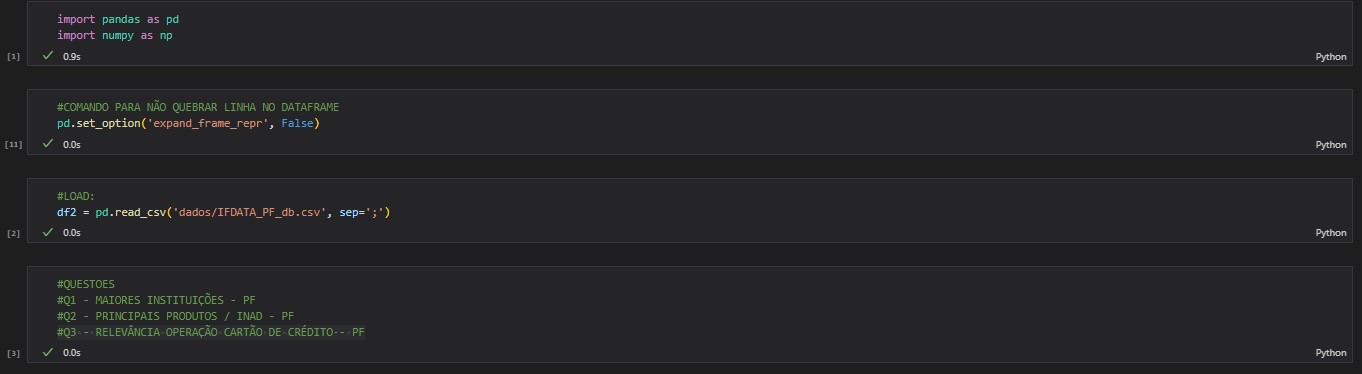 import pandas as pd
import numpy as np
[1] ✓ 0.9s Python
#COMANDO PARA NÃO QUEBRAR LINHA NO DATAFRAME
pd.set_option('expand_frame_repr', False)
[11] ✓ 0.0s Python
#LOAD:
df2 = pd.read_csv('dados/IFDATA_PF_db.csv', sep=';')
[2] ✓ 0.0s Python
#QUESTOES
#Q1 - MAIORES INSTITUIÇÕES - PF
#Q2 - PRINCIPAIS PRODUTOS / INAD - PF
#Q3 - RELEVÂNCIA OPERAÇÃO CARTÃO DE CRÉDITO - PF
[3] ✓ 0.0s Python